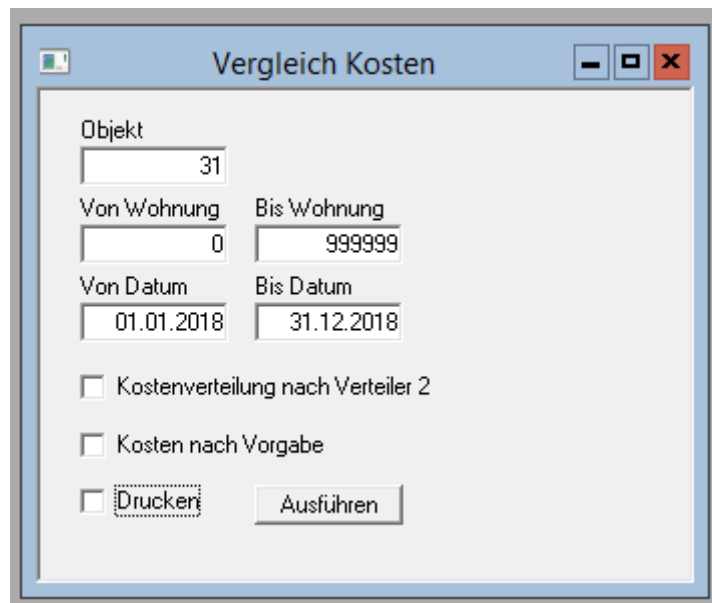 Vergleich Kosten
Objekt
31
Von Wohnung Bis Wohnung
0 999999
Von Datum Bis Datum
01.01.2018 31.12.2018
Kostenverteilung nach Verteiler 2
Kosten nach Vorgabe
Drucken Ausführen